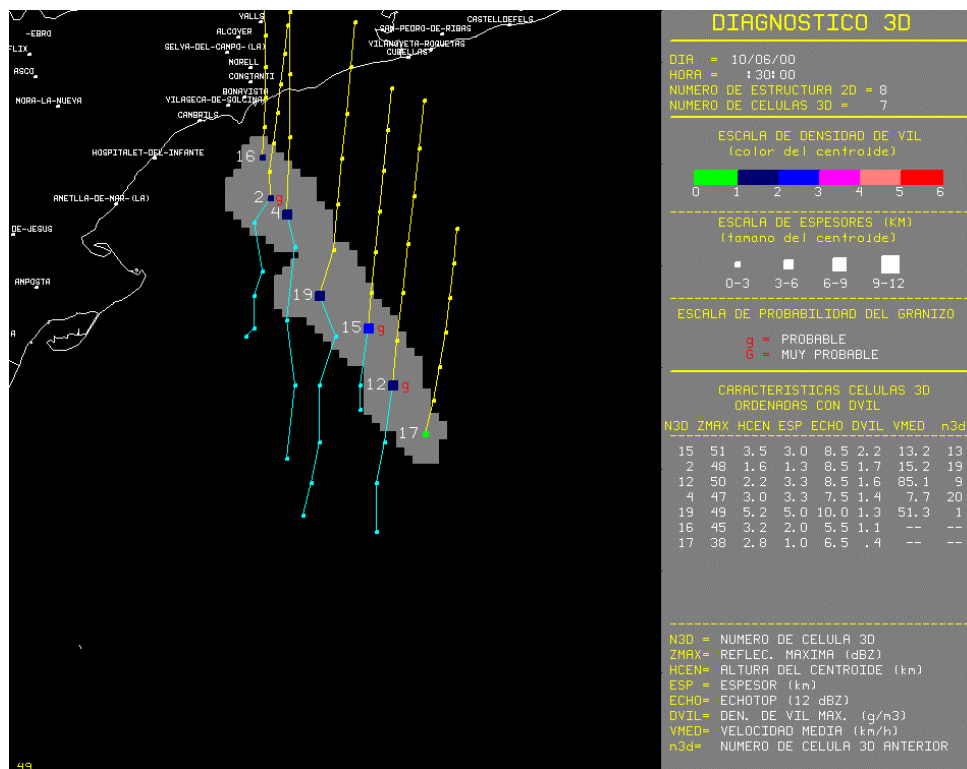 VALLS
-EBRO
ALCOVER
CASTELLDEFELS
SAN-PEDRO-DE-RIBAS
FLIX
SELVA-DEL-CAMPO-(LA)
VILANOVETA-ROQUETAS
CUBELLAS
MORELL
ASCO
CONSTANTI
BONAVISTA
MORA-LA-NUEVA
VILASECA-DE-SOLCINA
CAMBRILS
HOSPITALET-DEL-INFANTE
16
AMETLLA-DE-MAR-(LA)
2 g
4
DE-JESUS
AMPOSTA
19
A
15 g
12 g
17
49
DIAGNOSTICO 3D
DIA = 10/06/00
HORA = :30:00
NUMERO DE ESTRUCTURA 2D = 8
NUMERO DE CELULAS 3D = 7
ESCALA DE DENSIDAD DE VIL
(color del centroide)
0 1 2 3 4 5 6
ESCALA DE ESPESORES (KM)
(tamano del centroide)
0-3 3-6 6-9 9-12
ESCALA DE PROBABILIDAD DEL GRANIZO
g = PROBABLE
G = MUY PROBABLE
CARACTERISTICAS CELULAS 3D
ORDENADAS CON DVIL
N3D ZMAX HCEN ESP ECHO DVIL VMED n3d
15 51 3.5 3.0 8.5 2.2 13.2 13
2 48 1.6 1.3 8.5 1.7 15.2 19
12 50 2.2 3.3 8.5 1.6 85.1 9
4 47 3.0 3.3 7.5 1.4 7.7 20
19 49 5.2 5.0 10.0 1.3 51.3 1
16 45 3.2 2.0 5.5 1.1 -- --
17 38 2.8 1.0 6.5 .4 -- --
N3D = NUMERO DE CELULA 3D
ZMAX= REFLEC. MAXIMA (dBZ)
HCEN= ALTURA DEL CENTROIDE (km)
ESP = ESPESOR (km)
ECHO= ECHOTOP (12 dBZ)
DVIL= DEN. DE VIL MAX. (g/m3)
VMED= VELOCIDAD MEDIA (km/h)
n3d= NUMERO DE CELULA 3D ANTERIOR